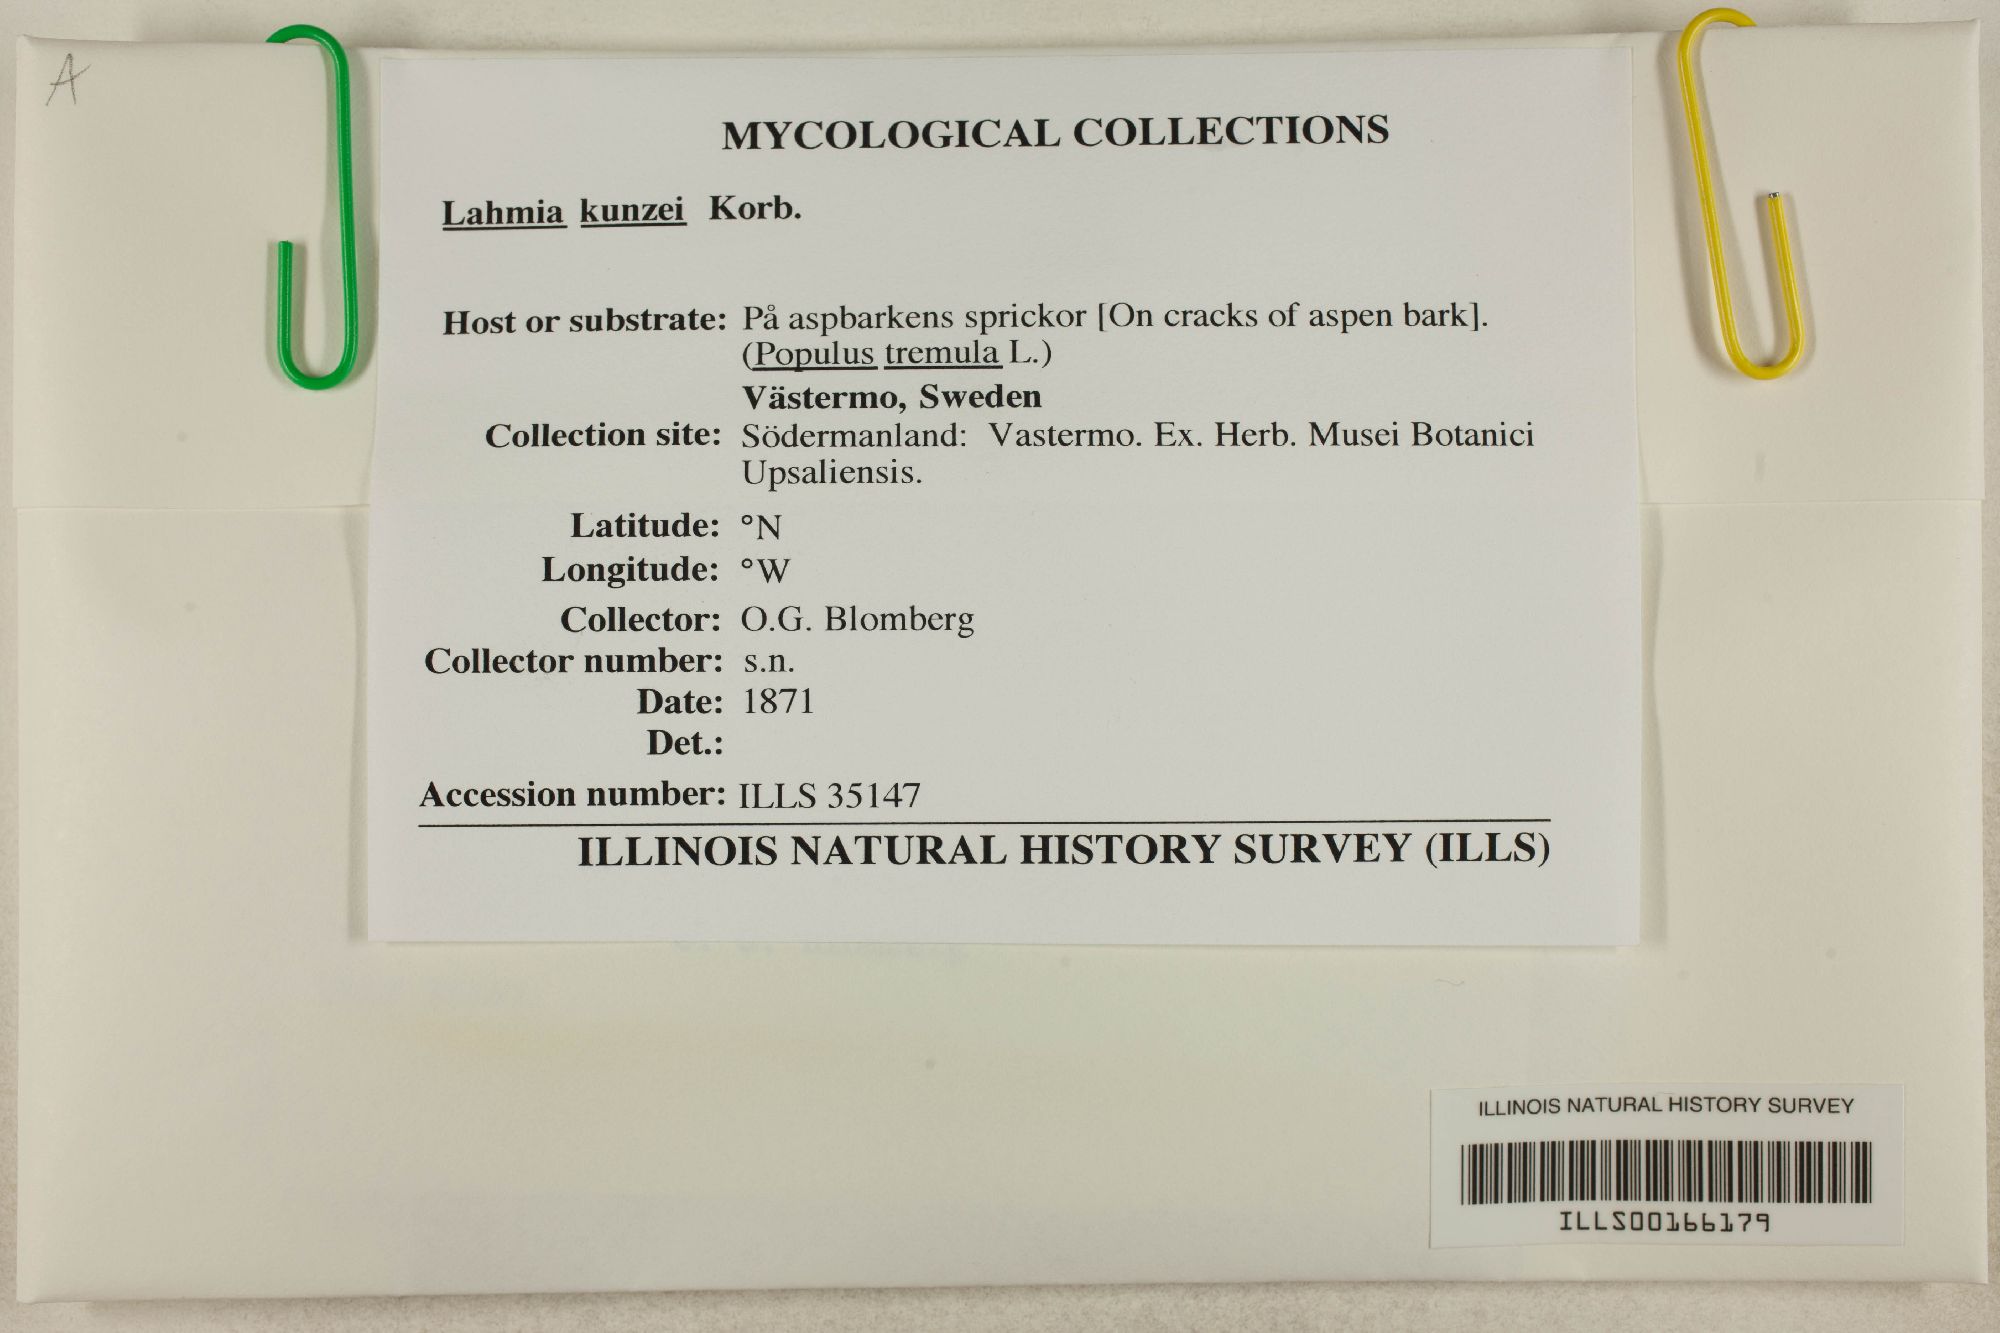 A
MYCOLOGICAL COLLECTIONS
Lahmia kunzei Korb.
Host or substrate: På aspbarkens sprickor [On cracks of aspen bark].
(Populus tremula L.)
Västermo, Sweden
Collection site: Södermanland: Vastermo. Ex. Herb. Musei Botanici
Upsaliensis.
Latitude: °N
Longitude: °W
Collector: O.G. Blomberg
Collector number: s.n.
Date: 1871
Det.:
Accession number: ILLS 35147
ILLINOIS NATURAL HISTORY SURVEY (ILLS)
ILLINOIS NATURAL HISTORY SURVEY
ILLS00166179